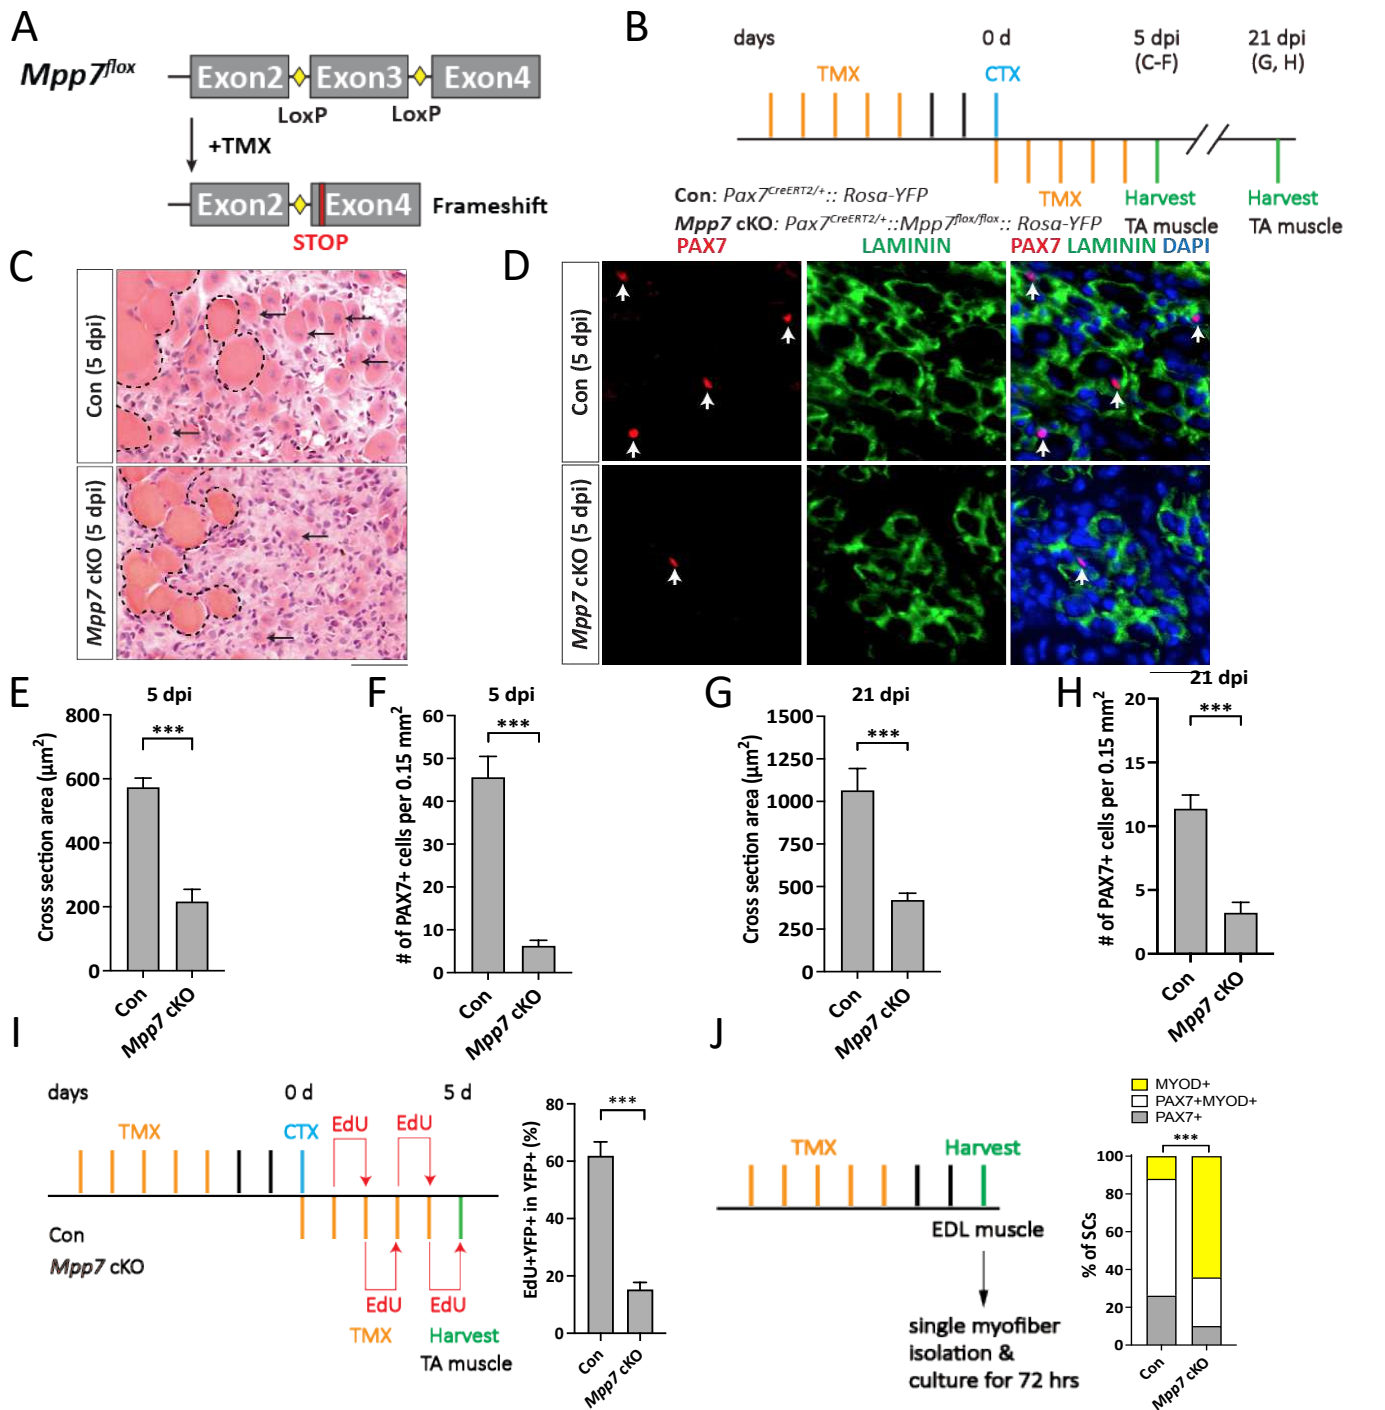 A
Mpp7flox
Exon2
Exon3
Exon4
LoxP
LoxP
+TMX
Exon2
Exon4
Frameshift
STOP
B
days
0 d
5 dpi
(C-F)
21 dpi
(G, H)
TMX
CTX
Con: Pax7CreERT2/+:: Rosa-YFP
Mpp7 cKO: Pax7CreERT2/+::Mpp7flox/flox:: Rosa-YFP
TMX
Harvest
TA muscle
Harvest
TA muscle
C
Con (5 dpi)
Mpp7 cKO (5 dpi)
D
PAX7
LAMININ
PAX7 LAMININ DAPI
Con (5 dpi)
Mpp7 cKO (5 dpi)
E
5 dpi
Cross section area (µm2)
800
600
400
200
0
***
Con
Mpp7 cKO
F
5 dpi
# of PAX7+ cells per 0.15 mm2
60
50
40
30
20
10
0
***
Con
Mpp7 cKO
G
21 dpi
Cross section area (µm2)
1500
1250
1000
750
500
250
0
***
Con
Mpp7 cKO
H
21 dpi
# of PAX7+ cells per 0.15 mm2
20
15
10
5
0
***
Con
Mpp7 cKO
I
days
0 d
5 d
TMX
CTX
EdU
EdU
Con
Mpp7 cKO
EdU
EdU
TMX
Harvest
TA muscle
EdU+YFP+ in YFP+ (%)
80
60
40
20
0
***
Con
Mpp7 cKO
J
TMX
Harvest
EDL muscle
single myofiber
isolation &
culture for 72 hrs
MYOD+
PAX7+MYOD+
PAX7+
***
% of SCs
100
80
60
40
20
0
Con
Mpp7 cKO